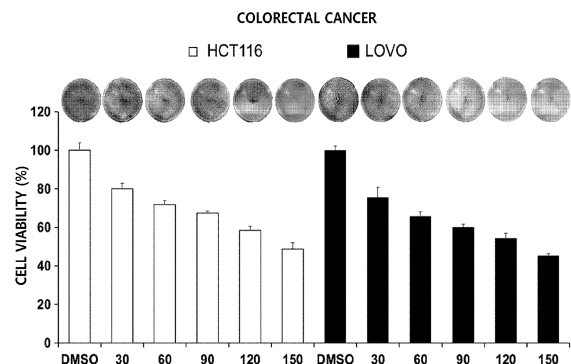 COLORECTAL CANCER
HCT116 LOVO
CELL VIABILITY (%)
120
100
80
60
40
20
0
DMSO 30 60 90 120 150 DMSO 30 60 90 120 150